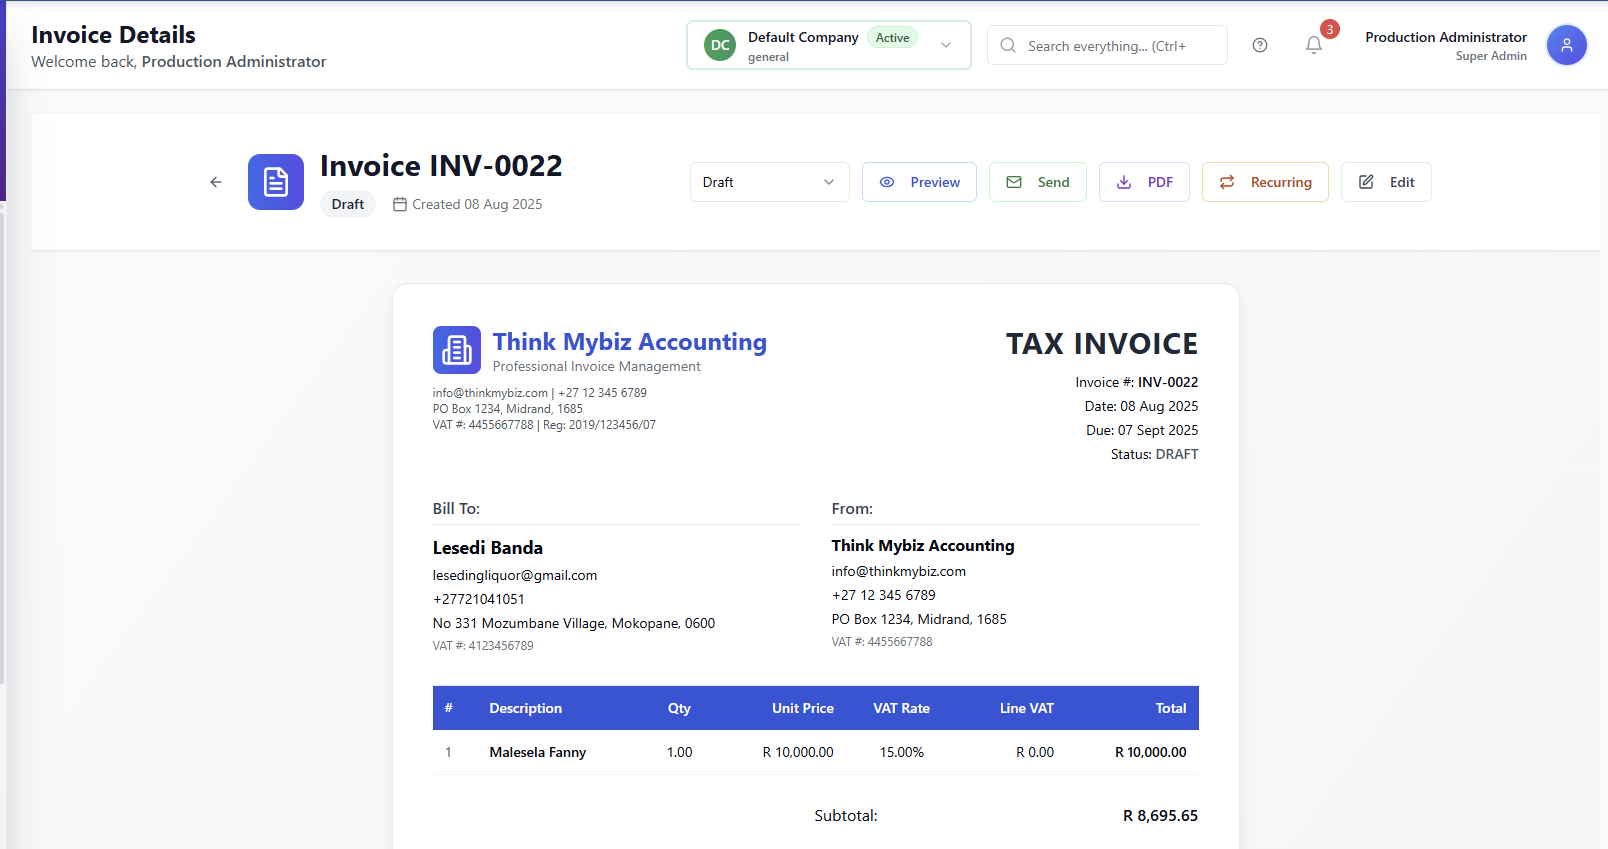 Invoice Details
Welcome back, Production Administrator
DC
Default Company
Active
general
Search everything... (Ctrl+
3
Production Administrator
Super Admin
Invoice INV-0022
Draft
Created 08 Aug 2025
Draft
Preview
Send
PDF
Recurring
Edit
Think Mybiz Accounting
Professional Invoice Management
info@thinkmybiz.com | +27 12 345 6789
PO Box 1234, Midrand, 1685
VAT #: 4455667788 | Reg: 2019/123456/07
TAX INVOICE
Invoice #: INV-0022
Date: 08 Aug 2025
Due: 07 Sept 2025
Status: DRAFT
Bill To:
Lesedi Banda
lesedingliquor@gmail.com
+27721041051
No 331 Mozumbane Village, Mokopane, 0600
VAT #: 4123456789
From:
Think Mybiz Accounting
info@thinkmybiz.com
+27 12 345 6789
PO Box 1234, Midrand, 1685
VAT #: 4455667788
# Description Qty Unit Price VAT Rate Line VAT Total
1 Malesela Fanny 1.00 R 10,000.00 15.00% R 0.00 R 10,000.00
Subtotal: R 8,695.65